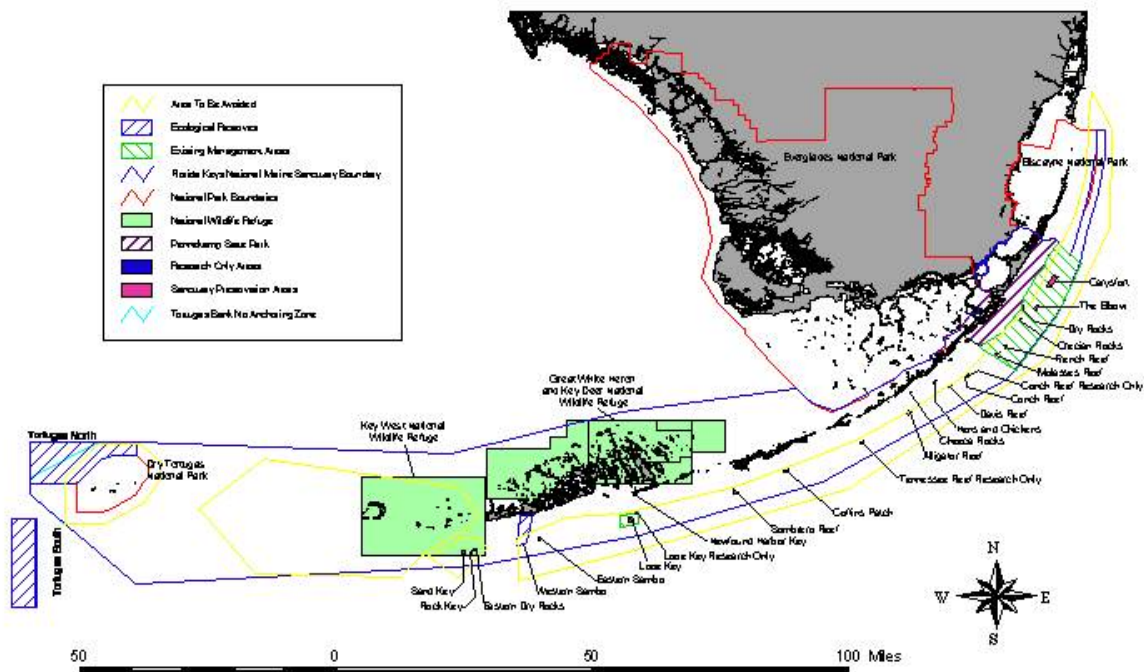 Area To Be Avoided
Ecological Reserves
Existing Management Areas
Florida Keys National Marine Sanctuary Boundary
National Park Boundaries
National Wildlife Refuge
Pennekamp State Park
Research Only Areas
Sanctuary Preservation Areas
Tortugas Bank No Anchoring Zone
Everglades National Park
Biscayne National Park
Carysfort
The Elbow
Dry Rocks
Grecian Rocks
French Reef
Molasses Reef
Conch Reef Research Only
Conch Reef
Davis Reef
Hens and Chickens
Cheeca Rocks
Alligator Reef
Tennessee Reef Research Only
Coffins Patch
Sombrero Reef
Newfound Harbor Key
Looe Key Research Only
Looe Key
Eastern Sambo
Western Sambo
Eastern Dry Rocks
Rock Key
Sand Key
Great White Heron
and Key Deer National
Wildlife Refuge
Key West National
Wildlife Refuge
Tortugas North
Dry Tortugas
National Park
Tortugas South
N
W
E
S
50
0
50
100 Miles